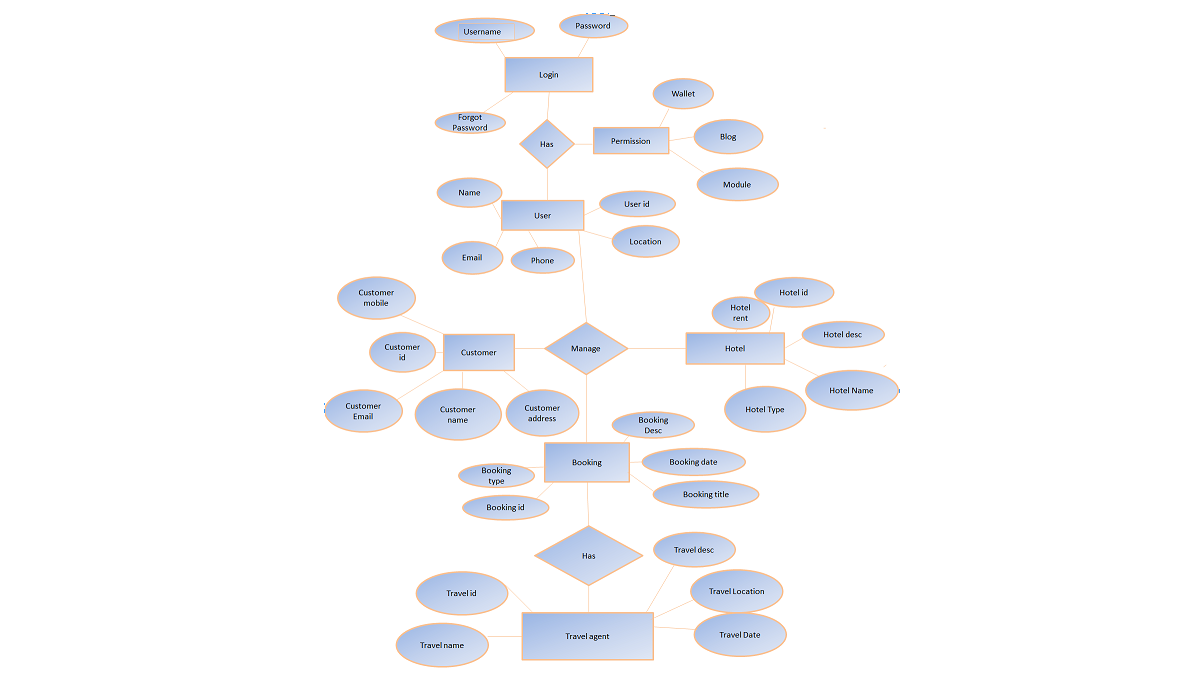 Username
Password
Login
Wallet
Forgot
Password
Blog
Has
Permission
Module
Name
User id
User
Location
Email
Phone
Customer
mobile
Hotel id
Hotel
rent
Hotel desc
Customer
id
Customer
Manage
Hotel
Hotel Name
Customer
Email
Customer
name
Customer
address
Hotel Type
Booking
Desc
Booking
Booking date
Booking
type
Booking title
Booking id
Has
Travel desc
Travel id
Travel Location
Travel agent
Travel Date
Travel name